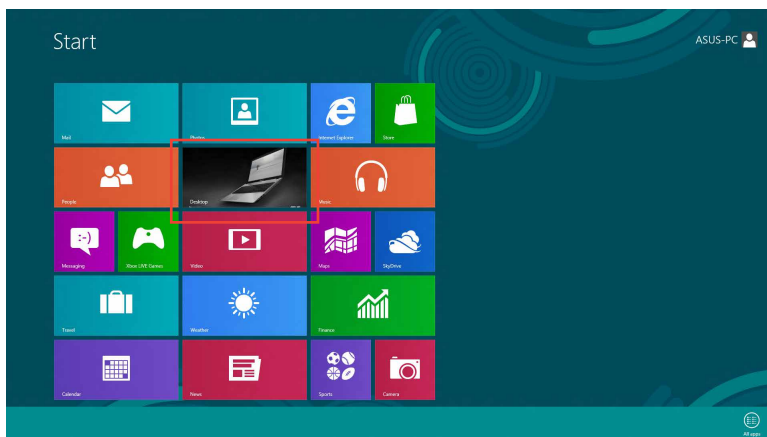 Start
ASUS-PC
Mail
Photos
Internet Explorer
Store
People
Desktop
Music
Messaging
Xbox LIVE Games
Video
Maps
SkyDrive
Travel
Weather
Finance
Calendar
News
Sports
Camera
All apps